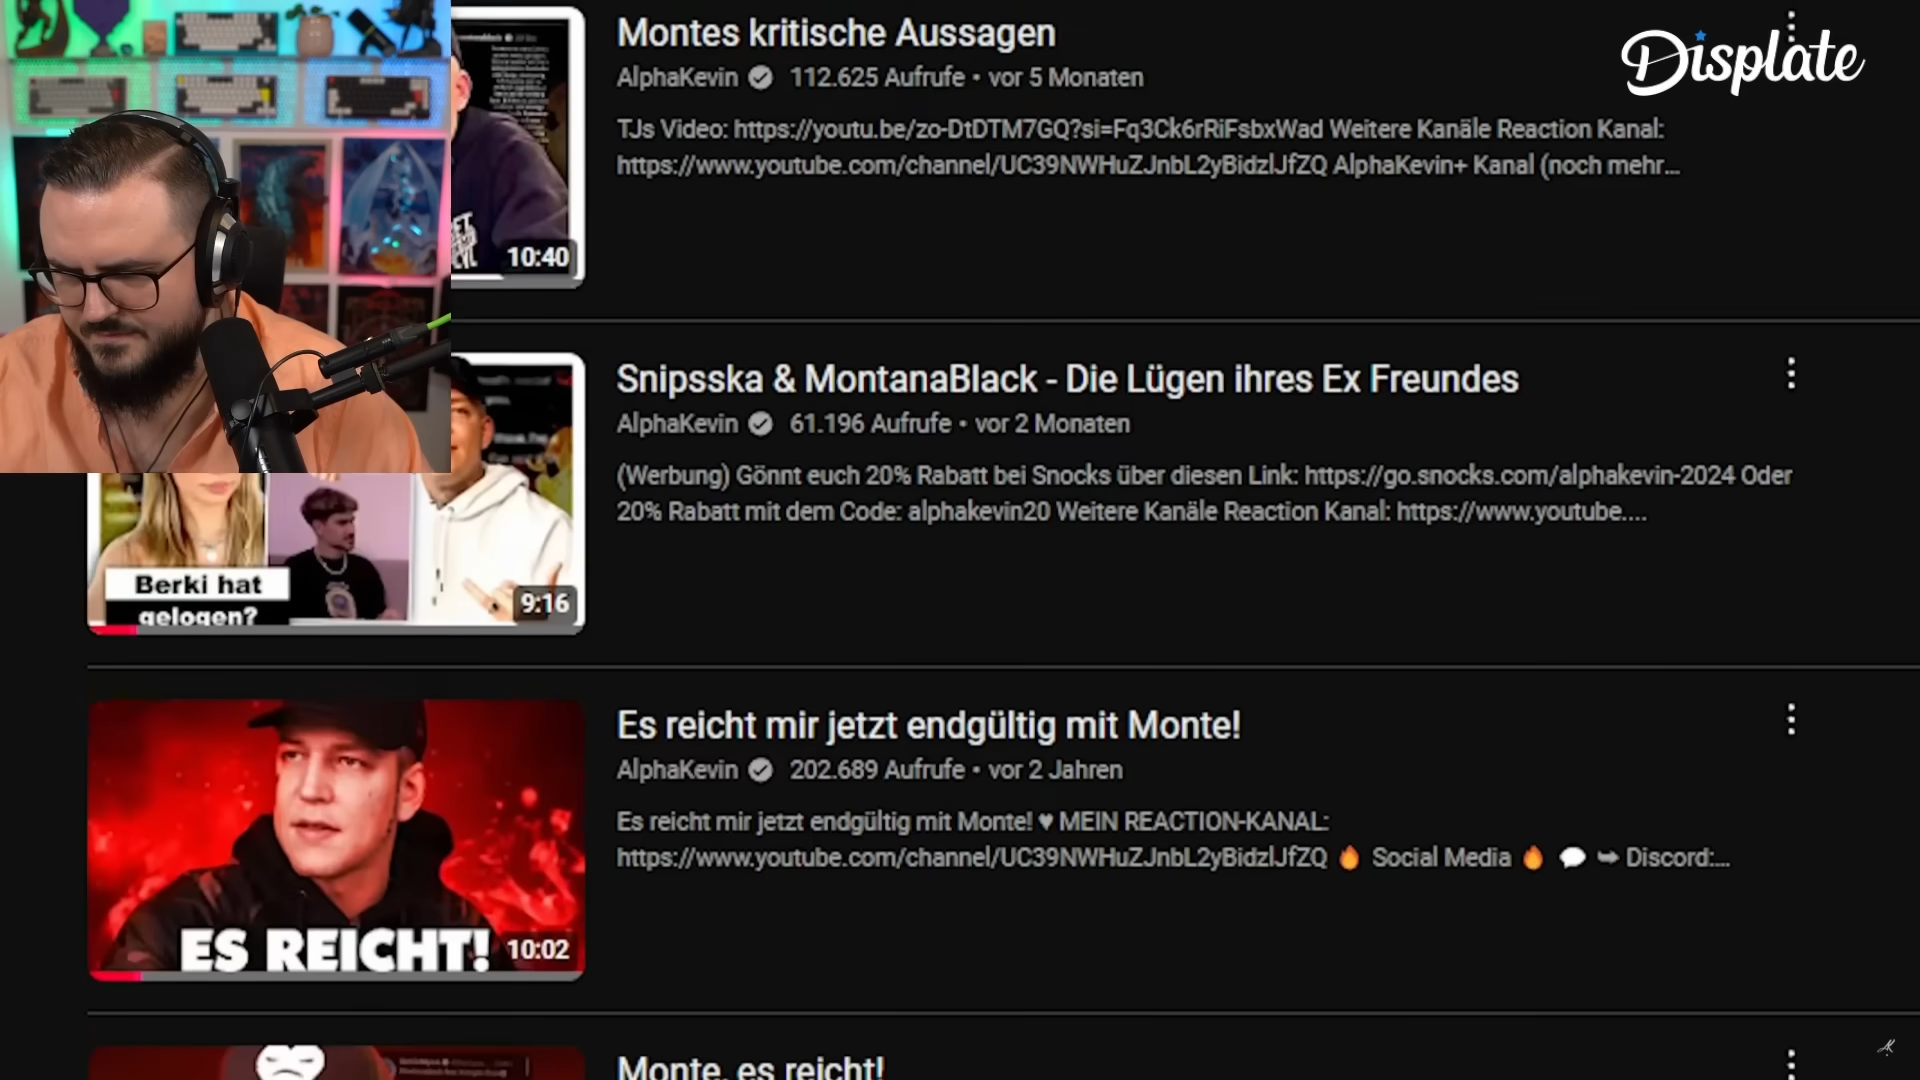 Displate
Montes kritische Aussagen
AlphaKevin 112.625 Aufrufe • vor 5 Monaten
TJs Video: https://youtu.be/zo-DtDTM7GQ?si=Fq3Ck6rRiFsbxWad Weitere Kanäle Reaction Kanal:
https://www.youtube.com/channel/UC39NWHuZJnbL2yBidzlJfZQ AlphaKevin+ Kanal (noch mehr...
10:40
Snipsska & MontanaBlack - Die Lügen ihres Ex Freundes
AlphaKevin 61.196 Aufrufe • vor 2 Monaten
(Werbung) Gönnt euch 20% Rabatt bei Snocks über diesen Link: https://go.snocks.com/alphakevin-2024 Oder
20% Rabatt mit dem Code: alphakevin20 Weitere Kanäle Reaction Kanal: https://www.youtube....
Berki hat
gelogen?
9:16
Es reicht mir jetzt endgültig mit Monte!
AlphaKevin 202.689 Aufrufe • vor 2 Jahren
Es reicht mir jetzt endgültig mit Monte! ♥ MEIN REACTION-KANAL:
https://www.youtube.com/channel/UC39NWHuZJnbL2yBidzlJfZQ 🔥 Social Media 🔥 💬 ➥ Discord:...
ES REICHT!
10:02
Monte, es reicht!